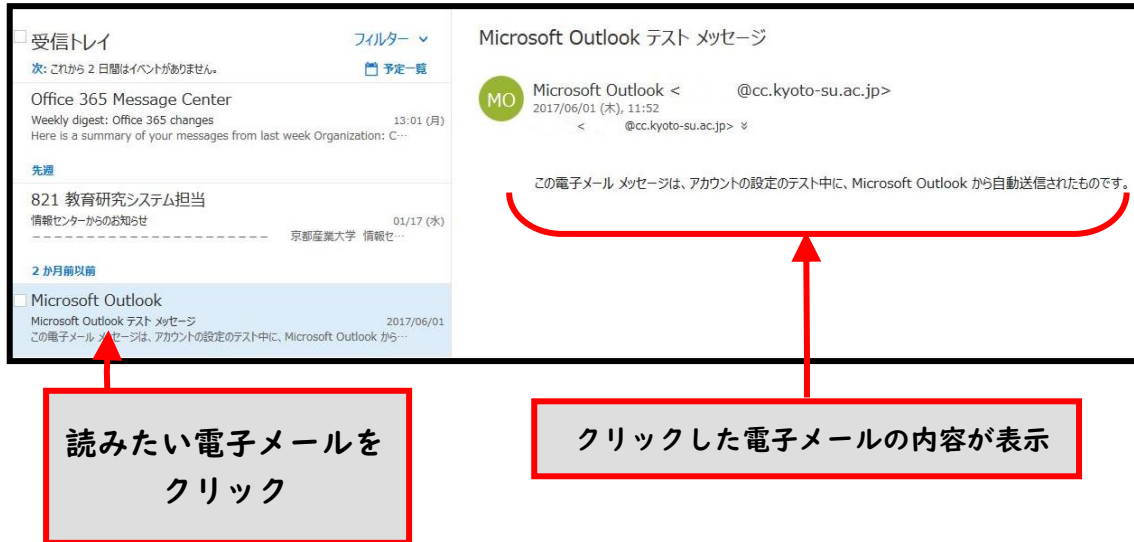 受信トレイ
フィルター
次: これから 2 日間はイベントがありません。
予定一覧
Office 365 Message Center
Weekly digest: Office 365 changes
13:01 (月)
Here is a summary of your messages from last week Organization: C…
先週
821 教育研究システム担当
情報センターからのお知らせ
01/17 (水)
－－－－－－－－－－－－－－－－－－－－－－ 京都産業大学 情報セ…
2 か月前以前
Microsoft Outlook
Microsoft Outlook テスト メッセージ
2017/06/01
この電子メール メッセージは、アカウントの設定のテスト中に、Microsoft Outlook から…
Microsoft Outlook テスト メッセージ
MO
Microsoft Outlook < @cc.kyoto-su.ac.jp>
2017/06/01 (木), 11:52
< @cc.kyoto-su.ac.jp>
この電子メール メッセージは、アカウントの設定のテスト中に、Microsoft Outlook から自動送信されたものです。
読みたい電子メールを
クリック
クリックした電子メールの内容が表示